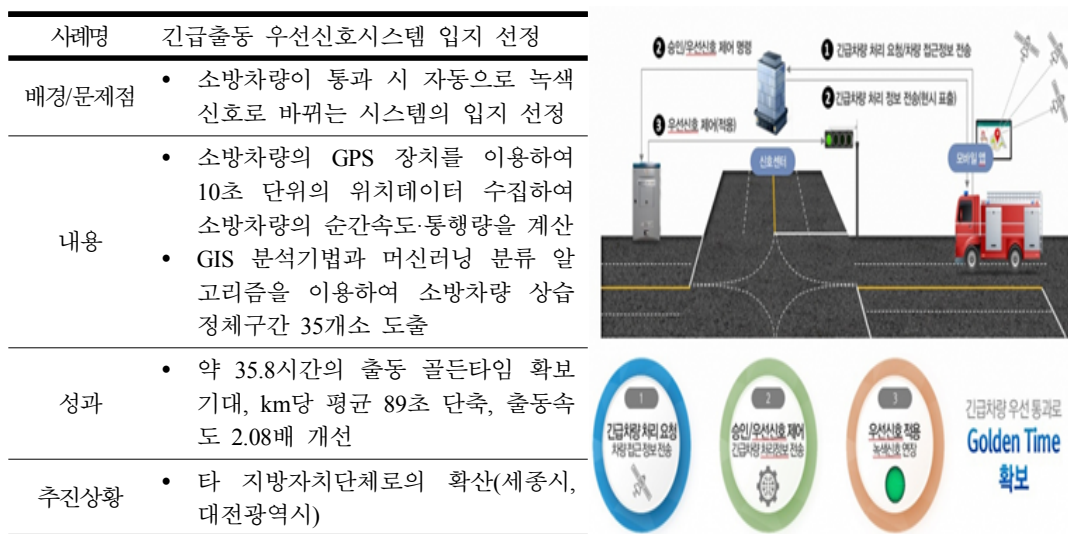 사례명 긴급출동 우선신호시스템 입지 선정
배경/문제점
• 소방차량이 통과 시 자동으로 녹색
신호로 바뀌는 시스템의 입지 선정
내용
• 소방차량의 GPS 장치를 이용하여
10초 단위의 위치데이터 수집하여
소방차량의 순간속도·통행량을 계산
• GIS 분석기법과 머신러닝 분류 알
고리즘을 이용하여 소방차량 상습
정체구간 35개소 도출
성과
• 약 35.8시간의 출동 골든타임 확보
기대, km당 평균 89초 단축, 출동속
도 2.08배 개선
추진상황
• 타 지방자치단체로의 확산(세종시,
대전광역시)
❷ 승인/우선신호 제어 명령
❶ 긴급차량 처리 요청/차량 접근정보 전송
❷ 긴급차량 처리 정보 전송(현시 표출)
❸ 우선신호 제어(적용)
신호센터
모바일 앱
1
긴급차량 처리 요청
차량 접근 정보 전송
2
승인/우선신호 제어
긴급차량 처리정보 전송
3
우선신호 적용
녹색신호 연장
긴급차량 우선 통과로
Golden Time
확보